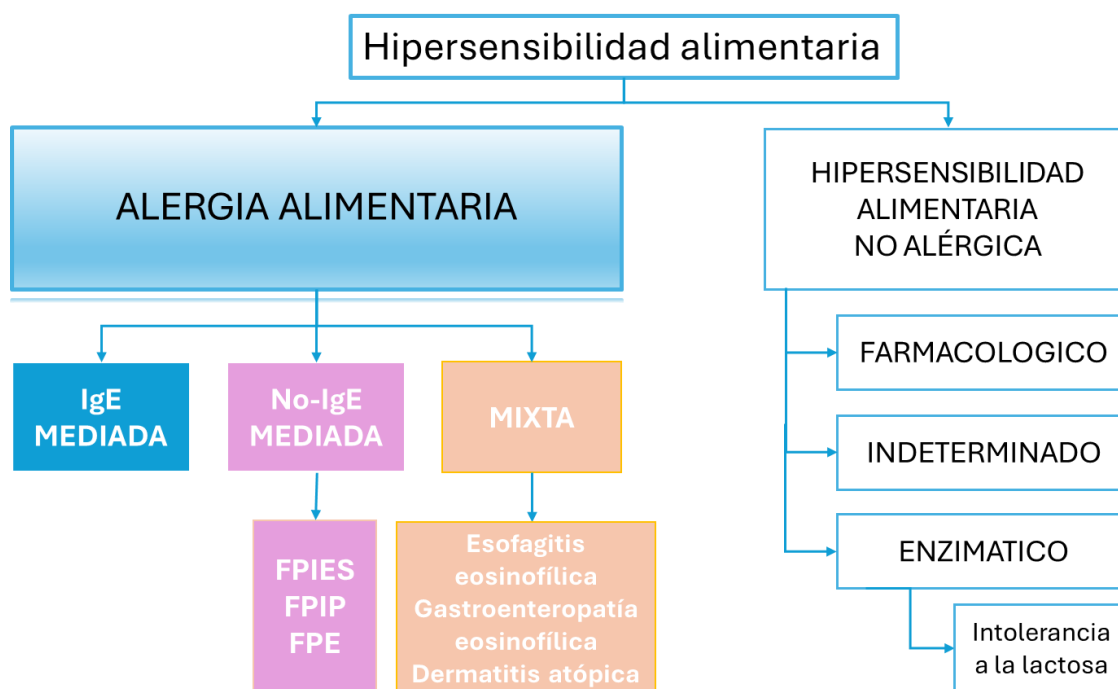 Hipersensibilidad alimentaria
ALERGIA ALIMENTARIA
HIPERSENSIBILIDAD
ALIMENTARIA
NO ALÉRGICA
IgE
MEDIADA
No-IgE
MEDIADA
MIXTA
FPIES
FPIP
FPE
Esofagitis
eosinofílica
Gastroenteropatía
eosinofílica
Dermatitis atópica
FARMACOLOGICO
INDETERMINADO
ENZIMATICO
Intolerancia
a la lactosa